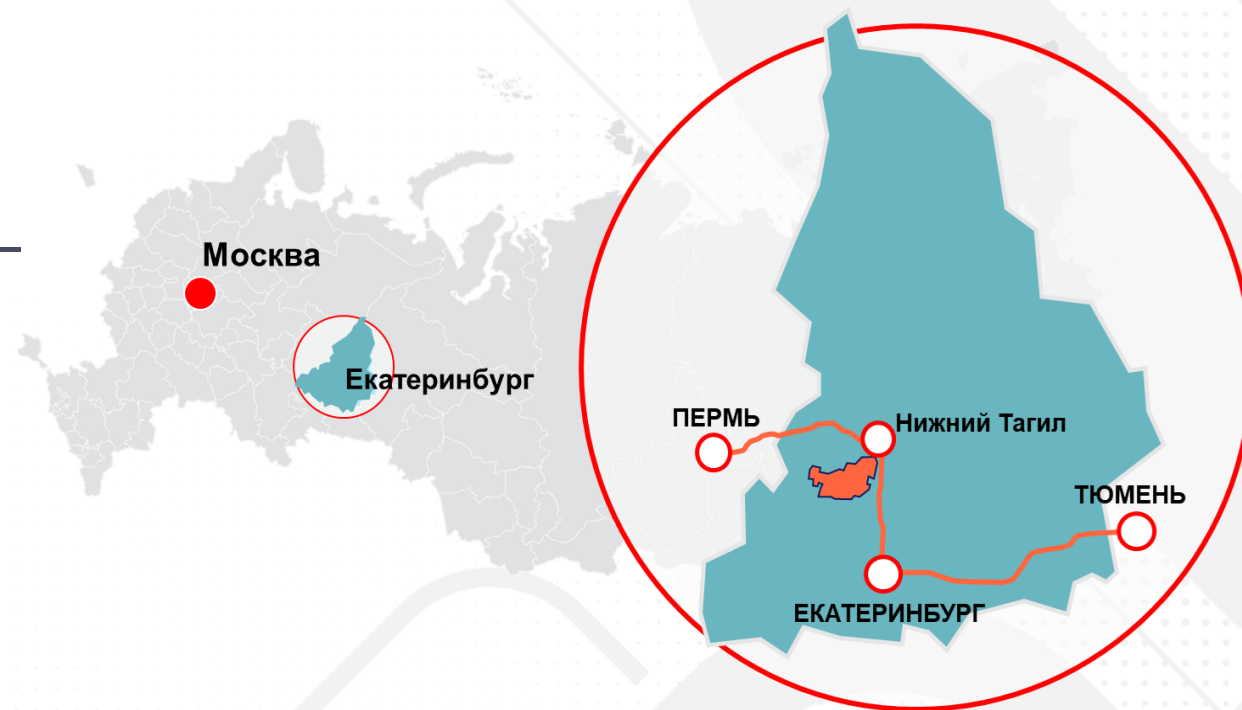 Москва
Екатеринбург
ПЕРМЬ
Нижний Тагил
ТЮМЕНЬ
ЕКАТЕРИНБУРГ